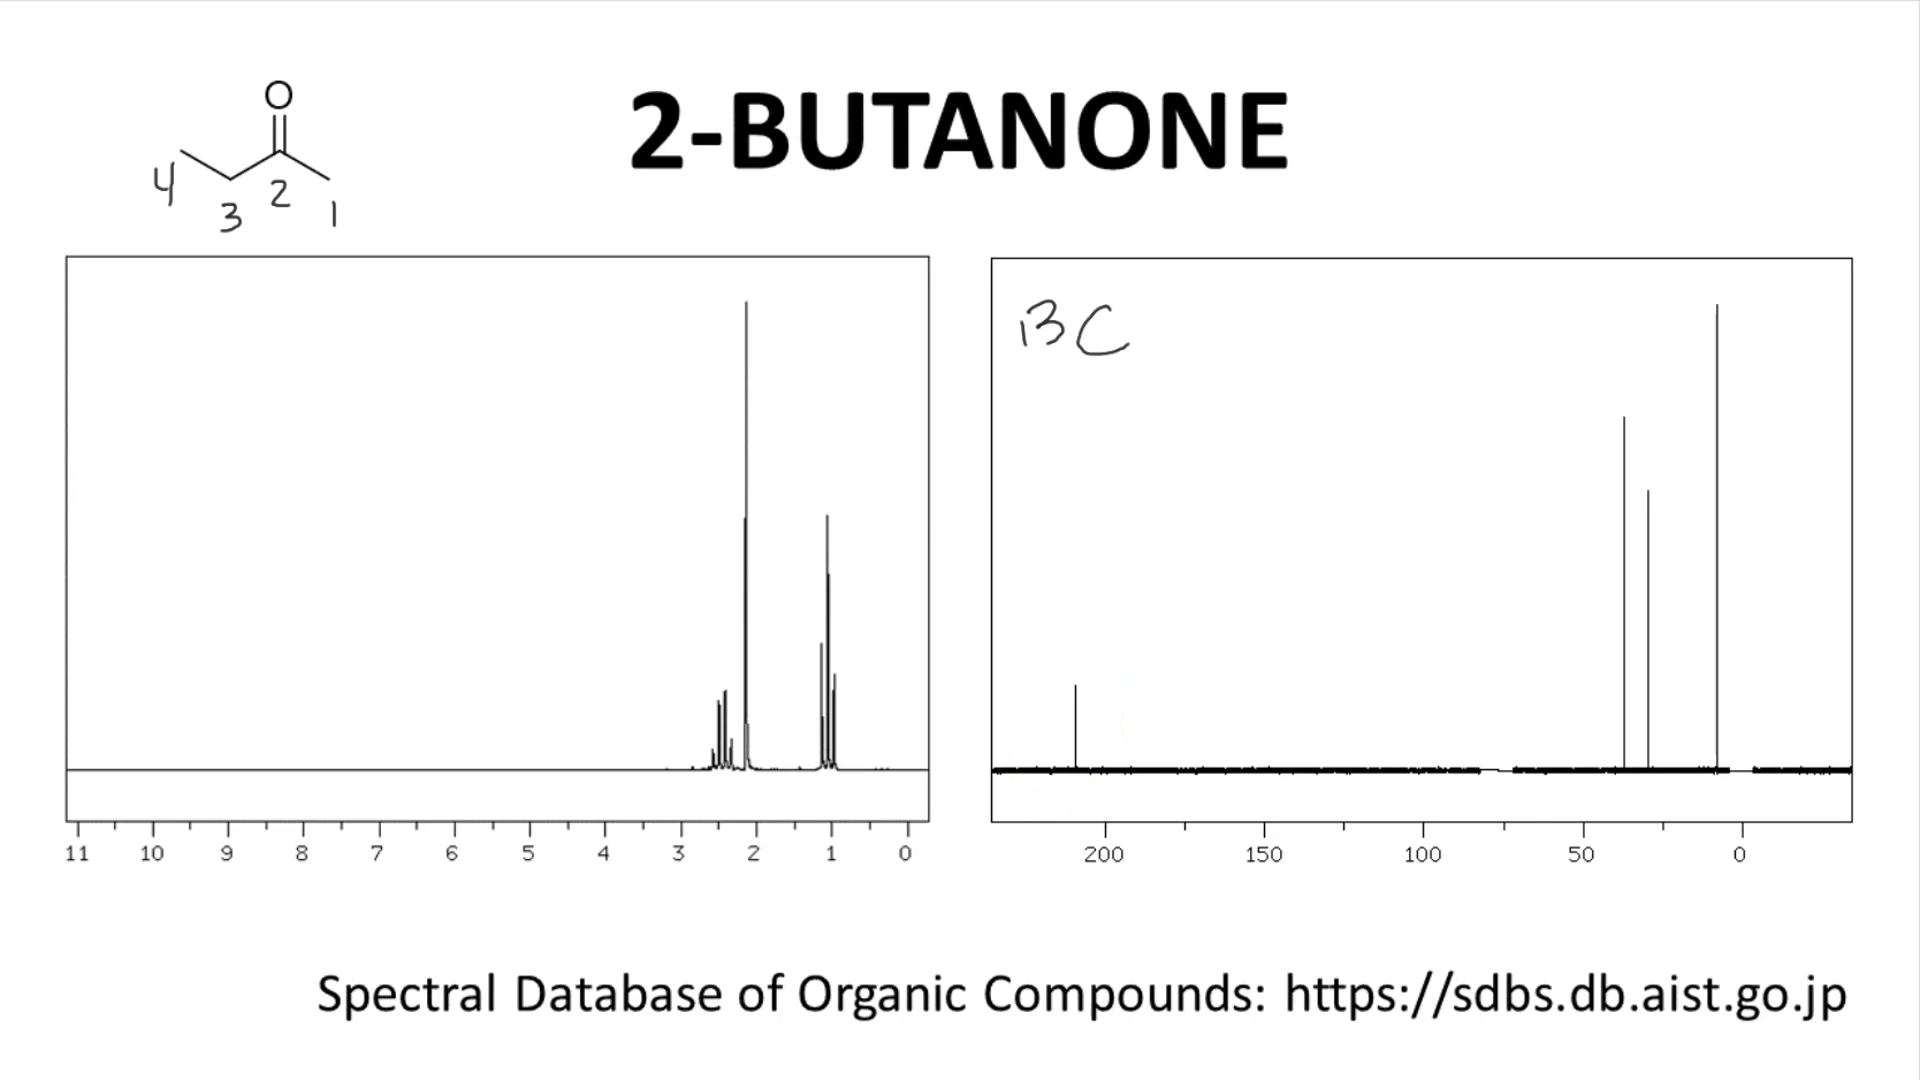 O
2-BUTANONE
4 3 2 1
13C
11 10 9 8 7 6 5 4 3 2 1 0
200 150 100 50 0
Spectral Database of Organic Compounds: https://sdbs.db.aist.go.jp